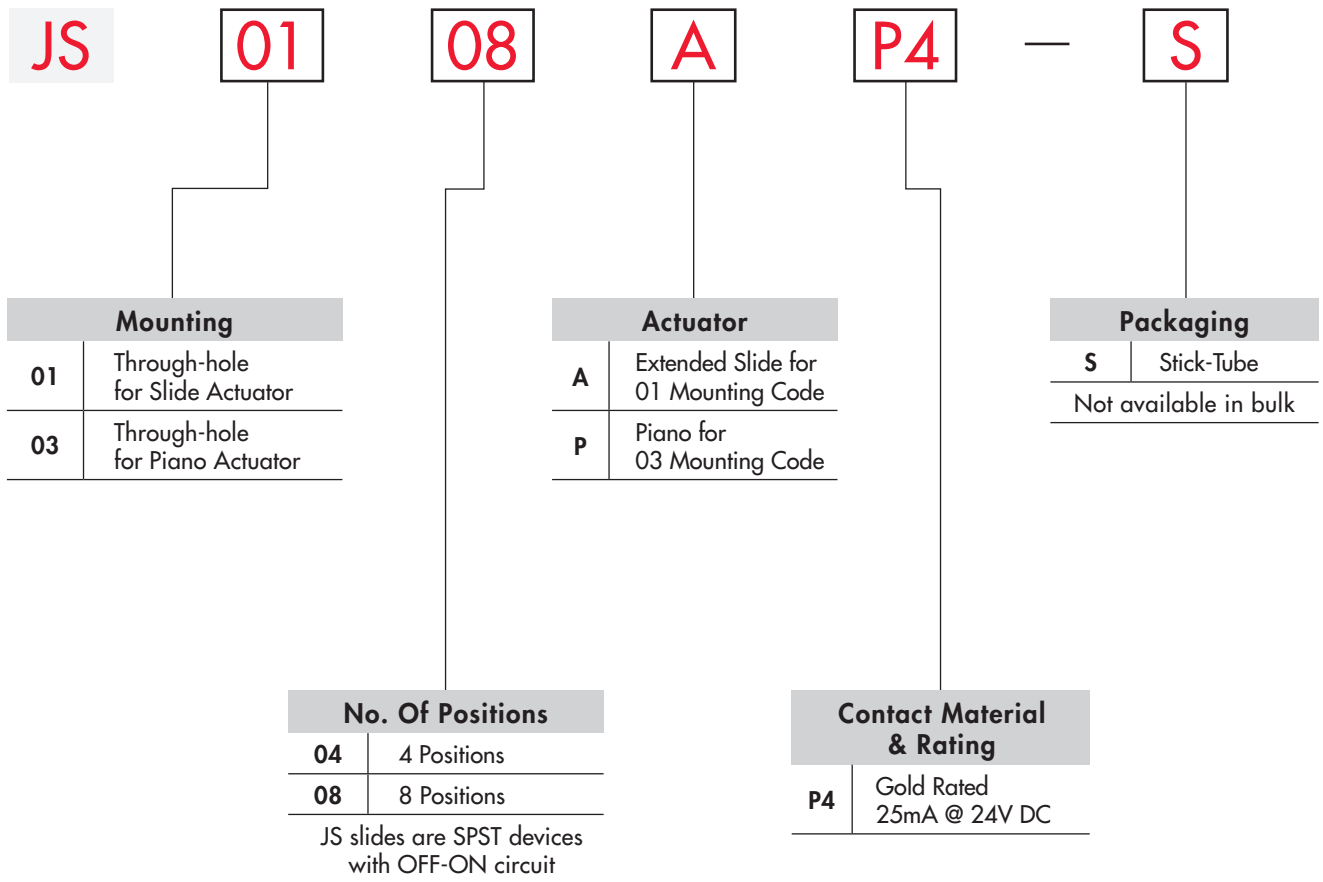 JS 01 08 A P4 — S
Mounting
01 Through-hole
for Slide Actuator
03 Through-hole
for Piano Actuator
Actuator
A Extended Slide for
01 Mounting Code
P Piano for
03 Mounting Code
Packaging
S Stick-Tube
Not available in bulk
No. Of Positions
04 4 Positions
08 8 Positions
JS slides are SPST devices
with OFF-ON circuit
Contact Material
& Rating
P4 Gold Rated
25mA @ 24V DC